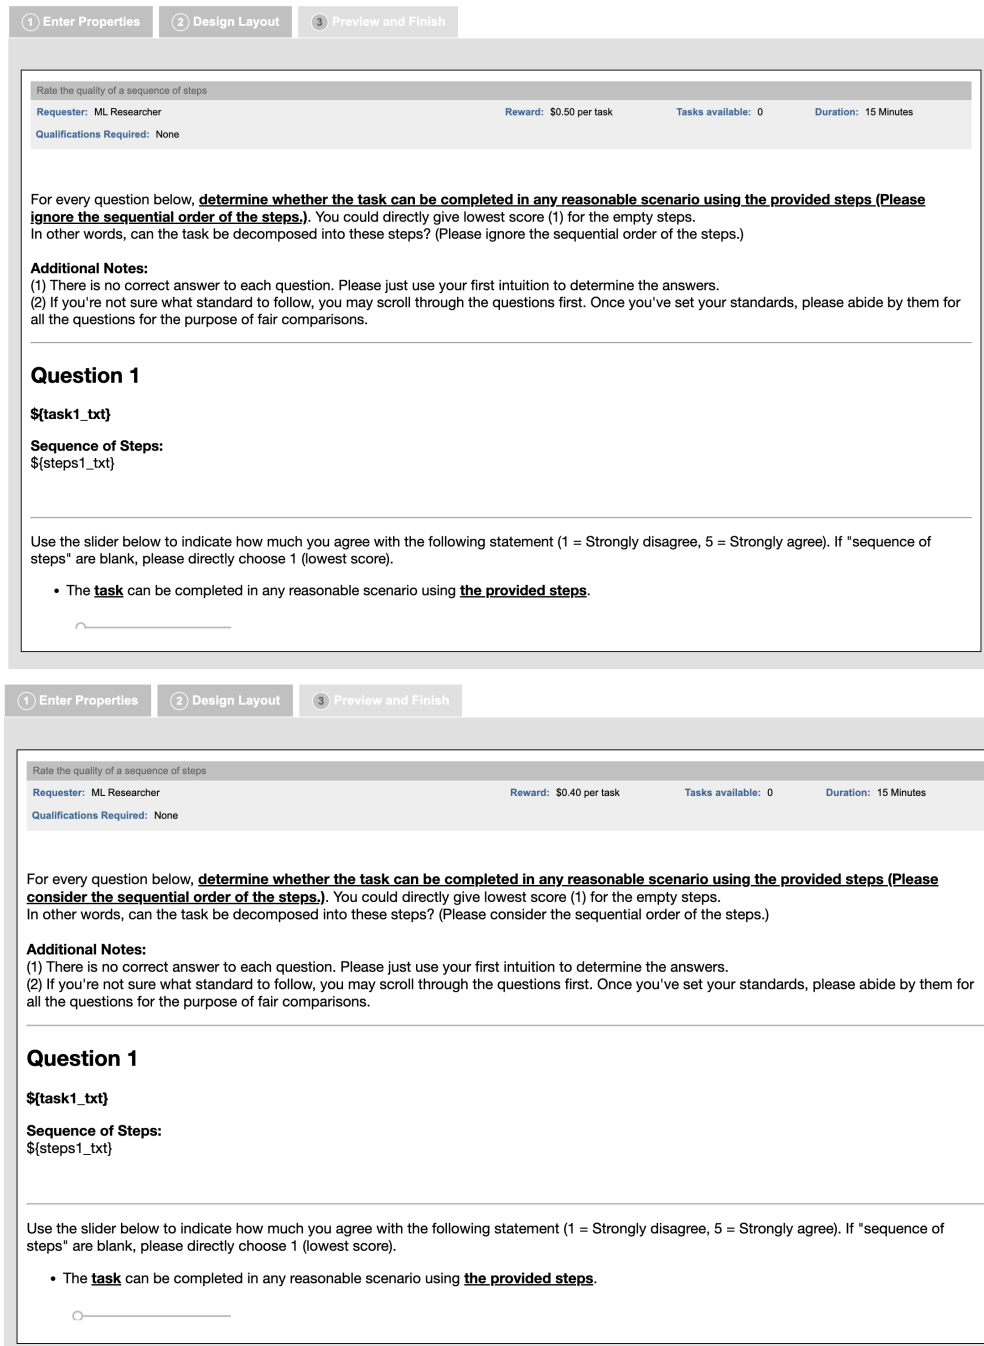 1 Enter Properties 2 Design Layout 3 Preview and Finish
Rate the quality of a sequence of steps
Requester: ML Researcher Reward: $0.50 per task Tasks available: 0 Duration: 15 Minutes
Qualifications Required: None
For every question below, determine whether the task can be completed in any reasonable scenario using the provided steps (Please
ignore the sequential order of the steps.). You could directly give lowest score (1) for the empty steps.
In other words, can the task be decomposed into these steps? (Please ignore the sequential order of the steps.)
Additional Notes:
(1) There is no correct answer to each question. Please just use your first intuition to determine the answers.
(2) If you're not sure what standard to follow, you may scroll through the questions first. Once you've set your standards, please abide by them for
all the questions for the purpose of fair comparisons.
Question 1
${task1_txt}
Sequence of Steps:
${steps1_txt}
Use the slider below to indicate how much you agree with the following statement (1 = Strongly disagree, 5 = Strongly agree). If "sequence of
steps" are blank, please directly choose 1 (lowest score).
• The task can be completed in any reasonable scenario using the provided steps.
1 Enter Properties 2 Design Layout 3 Preview and Finish
Rate the quality of a sequence of steps
Requester: ML Researcher Reward: $0.40 per task Tasks available: 0 Duration: 15 Minutes
Qualifications Required: None
For every question below, determine whether the task can be completed in any reasonable scenario using the provided steps (Please
consider the sequential order of the steps.). You could directly give lowest score (1) for the empty steps.
In other words, can the task be decomposed into these steps? (Please consider the sequential order of the steps.)
Additional Notes:
(1) There is no correct answer to each question. Please just use your first intuition to determine the answers.
(2) If you're not sure what standard to follow, you may scroll through the questions first. Once you've set your standards, please abide by them for
all the questions for the purpose of fair comparisons.
Question 1
${task1_txt}
Sequence of Steps:
${steps1_txt}
Use the slider below to indicate how much you agree with the following statement (1 = Strongly disagree, 5 = Strongly agree). If "sequence of
steps" are blank, please directly choose 1 (lowest score).
• The task can be completed in any reasonable scenario using the provided steps.